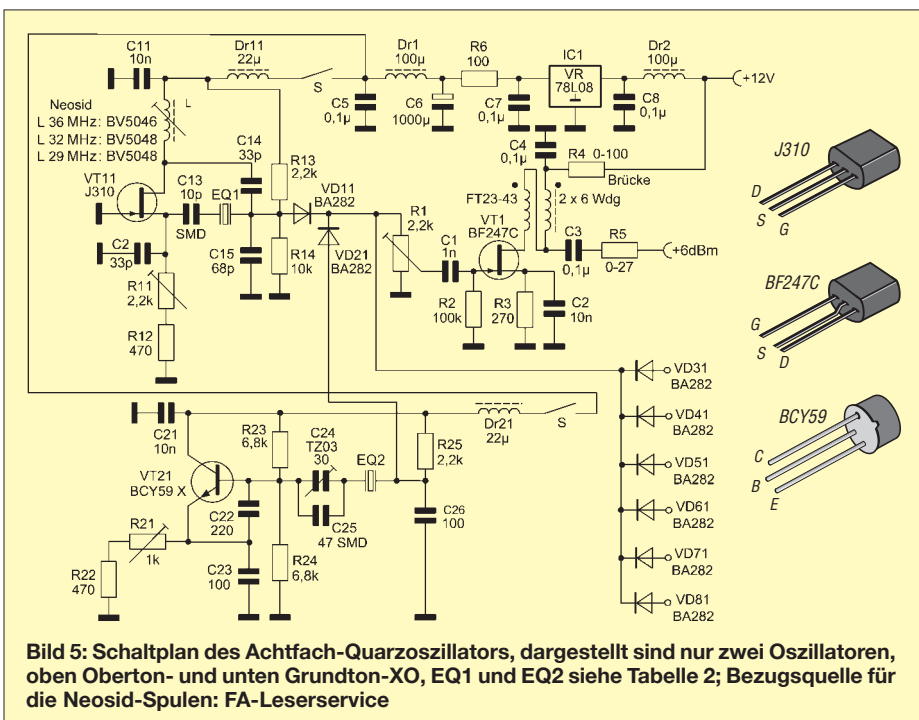 C11
10n
Dr11
22µ
S
C5
0,1µ
Dr1
100µ
C6
1000µ
R6
100
C7
0,1µ
IC1
VR
78L08
C8
0,1µ
Dr2
100µ
+12V
Neosid
L 36 MHz: BV5046
L 32 MHz: BV5048
L 29 MHz: BV5048
L
VT11
J310
C13
10p
SMD
EQ1
C14
33p
R13
2,2k
C15
68p
R14
10k
VD11
BA282
VD21
BA282
R1
2,2k
C1
1n
C4
0,1µ
R4 0-100
Brücke
FT23-43
2 x 6 Wdg
VT1
BF247C
C3
0,1µ
R5
0-27
+6dBm
C2
33p
R11
2,2k
R12
470
R2
100k
R3
270
C2
10n
J310
D
S
G
BF247C
G
S
D
BCY59
C
B
E
C21
10n
VT21
BCY59 X
R23
6,8k
C24
TZ03
30
EQ2
R25
2,2k
Dr21
22µ
S
C22
220
C25
47 SMD
C26
100
R21
1k
R22
470
C23
100
R24
6,8k
VD31
BA282
VD41
BA282
VD51
BA282
VD61
BA282
VD71
BA282
VD81
BA282
Bild 5: Schaltplan des Achtfach-Quarzoszillators, dargestellt sind nur zwei Oszillatoren,
oben Oberton- und unten Grundton-XO, EQ1 und EQ2 siehe Tabelle 2; Bezugsquelle für
die Neosid-Spulen: FA-Leserservice